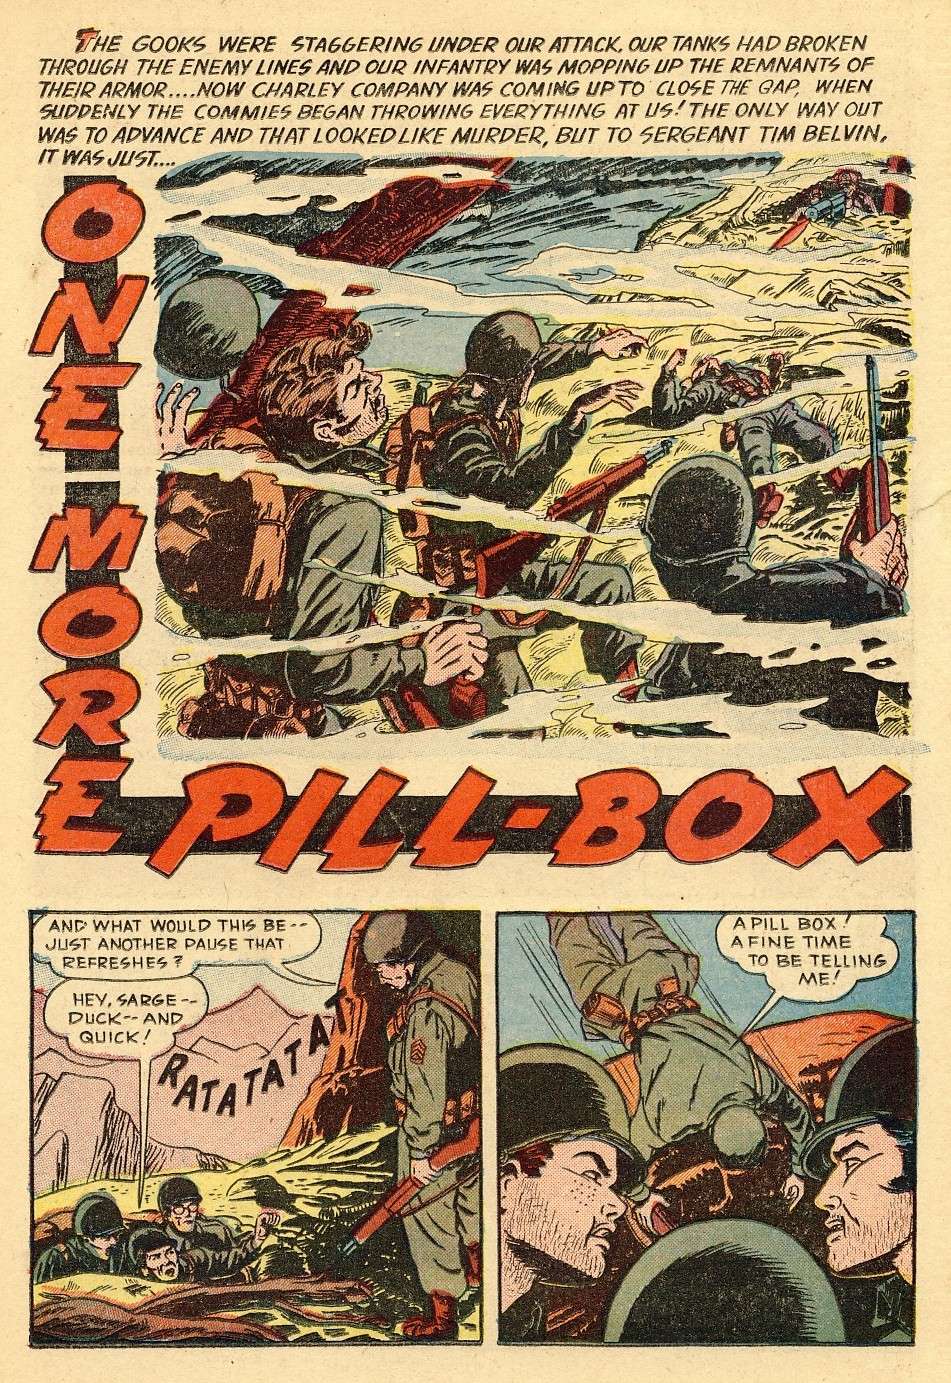 THE GOOKS WERE STAGGERING UNDER OUR ATTACK. OUR TANKS HAD BROKEN
THROUGH THE ENEMY LINES AND OUR INFANTRY WAS MOPPING UP THE REMNANTS OF
THEIR ARMOR....NOW CHARLEY COMPANY WAS COMING UP TO CLOSE THE GAP, WHEN
SUDDENLY THE COMMIES BEGAN THROWING EVERYTHING AT US! THE ONLY WAY OUT
WAS TO ADVANCE AND THAT LOOKED LIKE MURDER, BUT TO SERGEANT TIM BELVIN,
IT WAS JUST....
ONE MORE
PILL-BOX
AND WHAT WOULD THIS BE--
JUST ANOTHER PAUSE THAT
REFRESHES?
HEY, SARGE--
DUCK--AND
QUICK!
RATATATAT
A PILL BOX!
A FINE TIME
TO BE TELLING
ME!